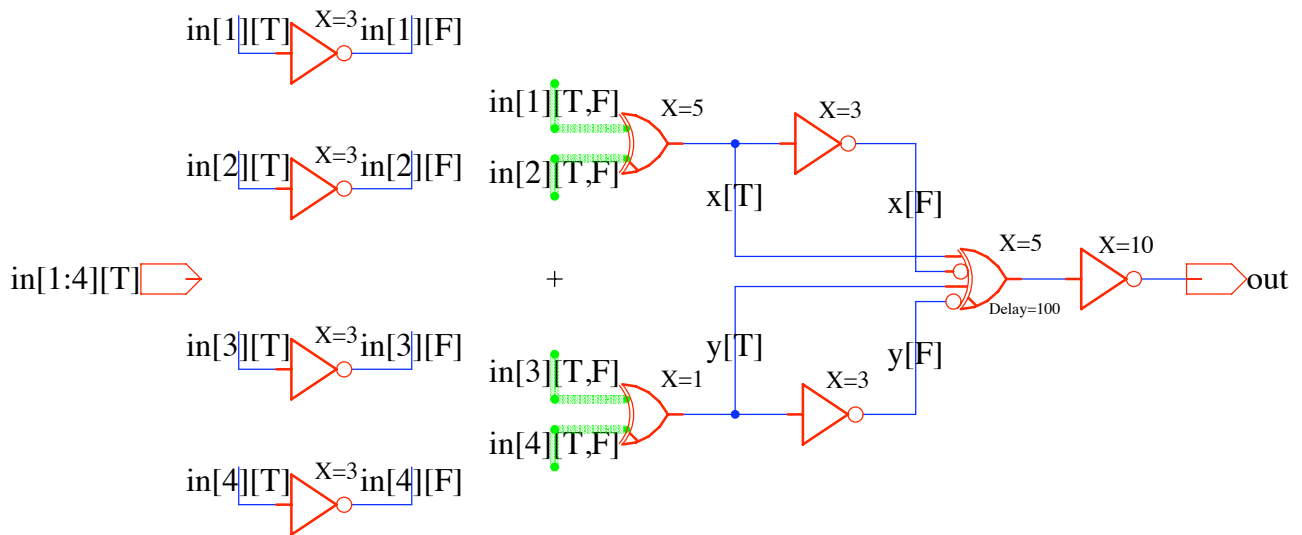 in[1][T] X=3 in[1][F]
in[1][T,F] X=5 X=3
in[2][T] X=3 in[2][F] in[2][T,F]
x[T] x[F]
X=5 X=10
in[1:4][T] + out
Delay=100
in[3][T] X=3 in[3][F] y[T] y[F]
in[3][T,F] X=1 X=3
in[4][T,F]
in[4][T] X=3 in[4][F]